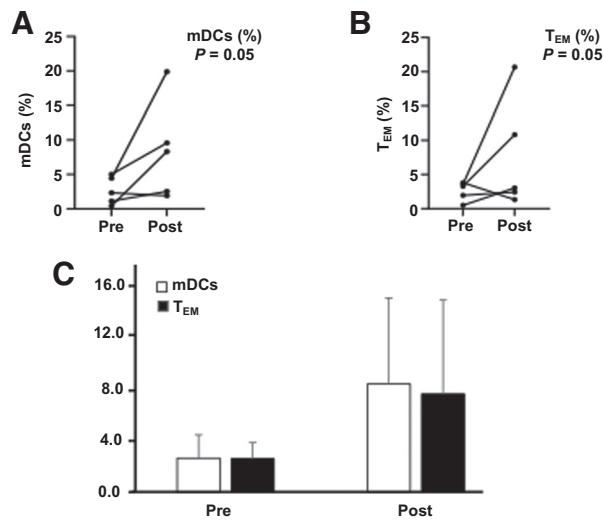 A
mDCs (%)
P = 0.05
25
20
15
10
5
0
mDCs (%)
Pre Post
B
TEM (%)
P = 0.05
25
20
15
10
5
0
TEM (%)
Pre Post
C
mDCs
TEM
16.0
12.0
8.0
4.0
0.0
Pre Post